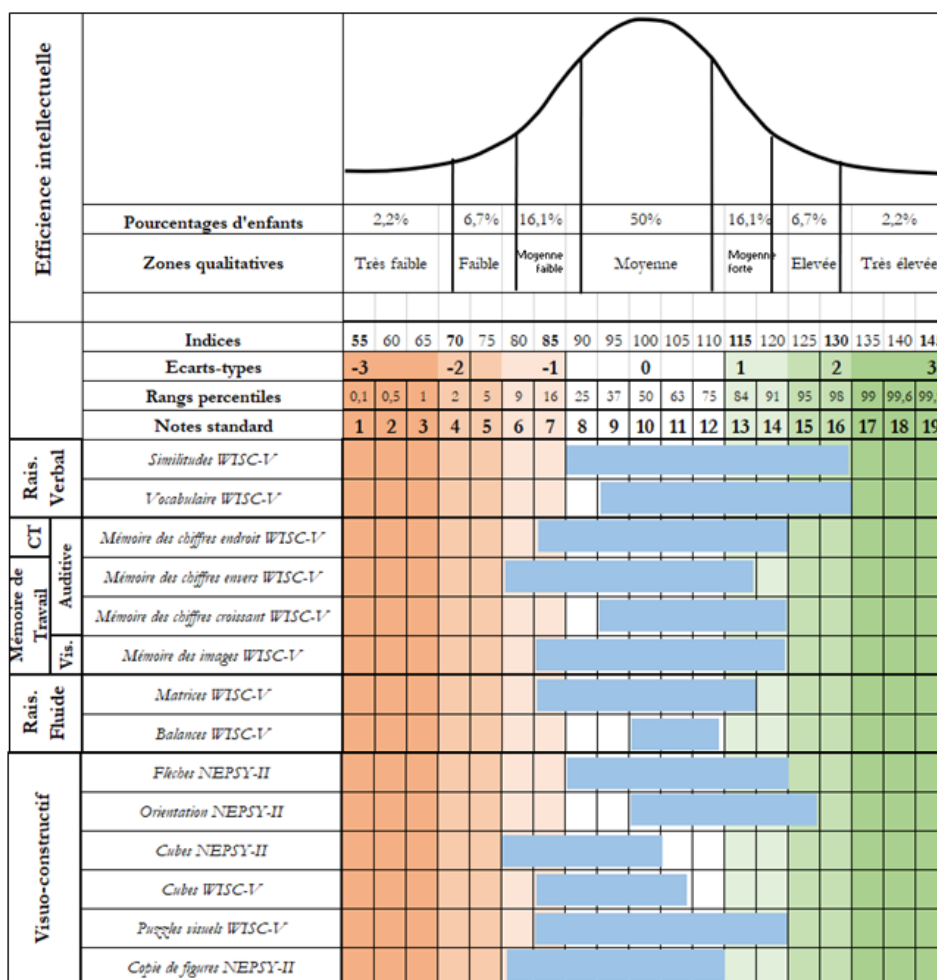 Efficience intellectuelle
Pourcentages d'enfants 2,2% 6,7% 16,1% 50% 16,1% 6,7% 2,2%
Zones qualitatives Très faible Faible Moyenne faible Moyenne Moyenne forte Elevée Très élevée
Indices 55 60 65 70 75 80 85 90 95 100 105 110 115 120 125 130 135 140 14
Ecarts-types -3 -2 -1 0 1 2 3
Rangs percentiles 0,1 0,5 1 2 5 9 16 25 37 50 63 75 84 91 95 98 99 99,6 99,
Notes standard 1 2 3 4 5 6 7 8 9 10 11 12 13 14 15 16 17 18 19
Rais. Verbal
Similitudes WISC-V
Vocabulaire WISC-V
CT
Auditive
Mémoire des chiffres endroit WISC-V
Mémoire de Travail
Mémoire des chiffres envers WISC-V
Mémoire des chiffres croissant WISC-V
Vis.
Mémoire des images WISC-V
Rais. Fluide
Matrices WISC-V
Balances WISC-V
Visuo-constructif
Flèches NEPSY-II
Orientation NEPSY-II
Cubes NEPSY-II
Cubes WISC-V
Puzzles visuels WISC-V
Copie de figures NEPSY-II